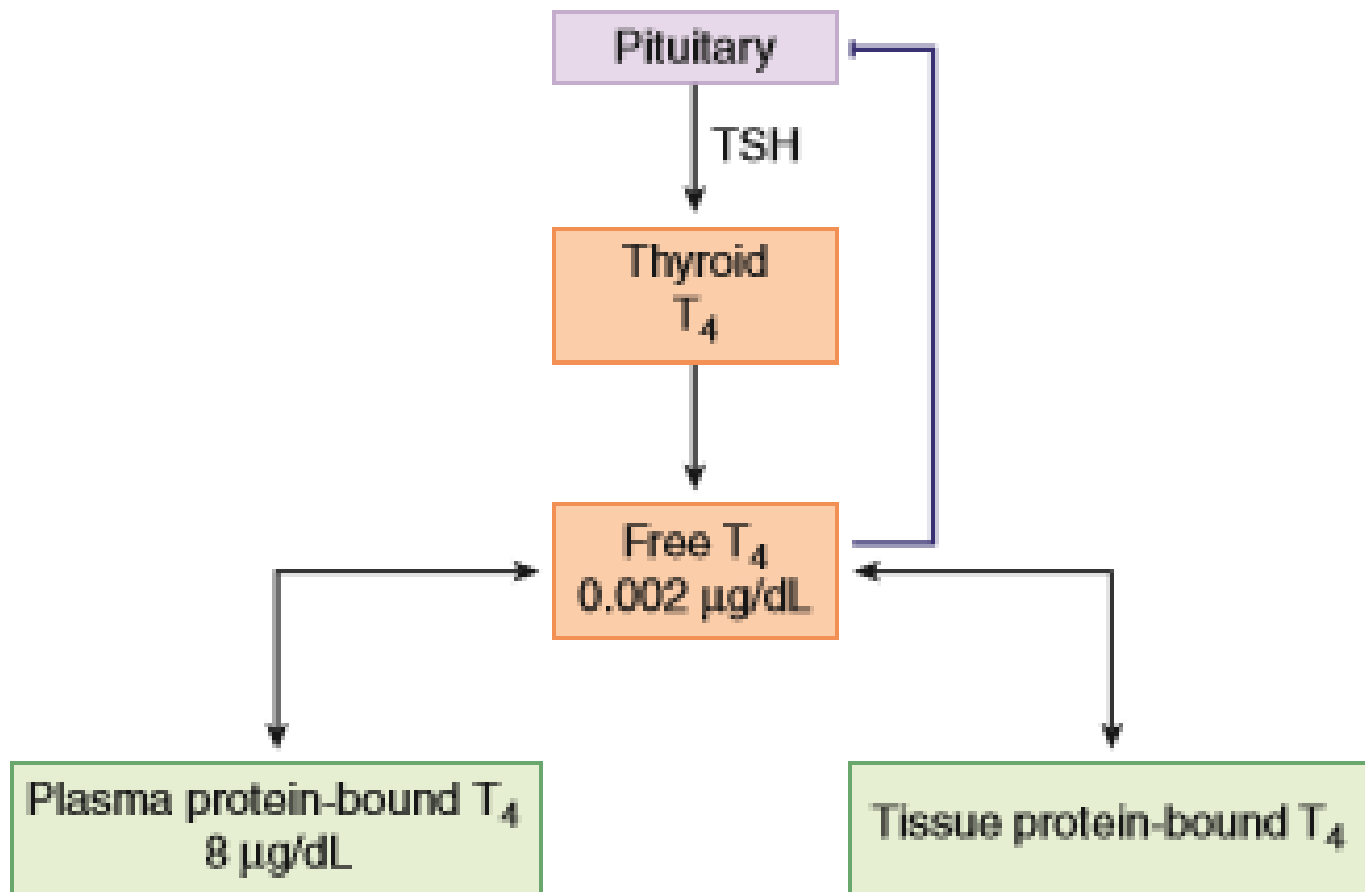 Pituitary
TSH
Thyroid
T₄
Free T₄
0.002 µg/dL
Plasma protein-bound T₄
8 µg/dL
Tissue protein-bound T₄